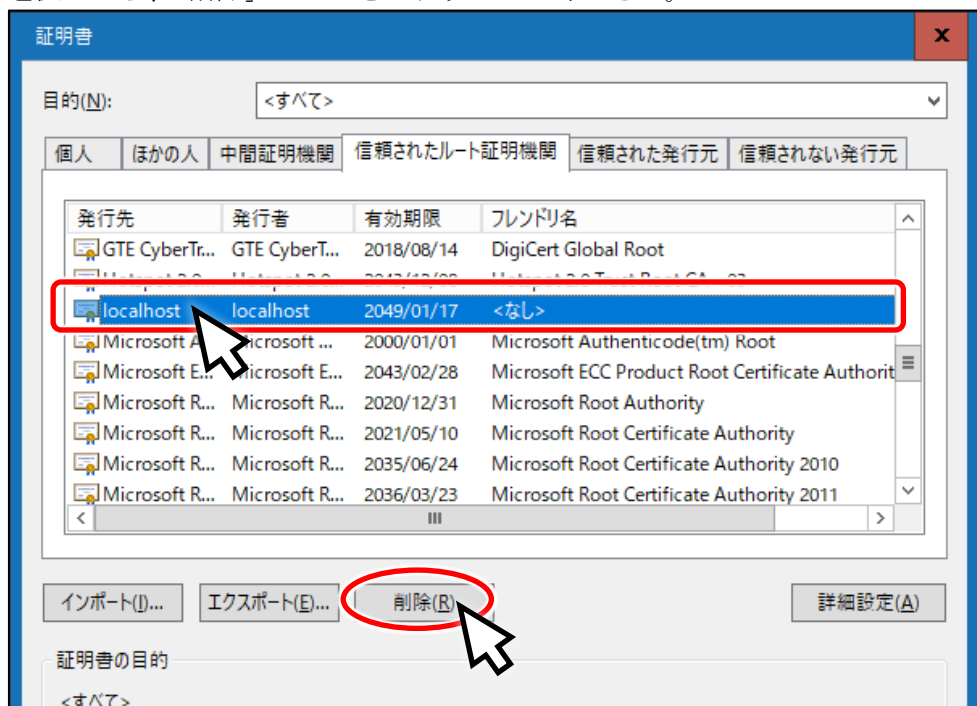 証明書
目的(N): <すべて>
個人 ほかの人 中間証明機関 信頼されたルート証明機関 信頼された発行元 信頼されない発行元
発行先 発行者 有効期限 フレンドリ名
GTE CyberTr... GTE CyberT... 2018/08/14 DigiCert Global Root
localhost localhost 2049/01/17 <なし>
Microsoft Microsoft ... 2000/01/01 Microsoft Authenticode(tm) Root
Microsoft E... Microsoft E... 2043/02/28 Microsoft ECC Product Root Certificate Authorit
Microsoft R... Microsoft R... 2020/12/31 Microsoft Root Authority
Microsoft R... Microsoft R... 2021/05/10 Microsoft Root Certificate Authority
Microsoft R... Microsoft R... 2035/06/24 Microsoft Root Certificate Authority 2010
Microsoft R... Microsoft R... 2036/03/23 Microsoft Root Certificate Authority 2011
インポート(I)... エクスポート(E)... 削除(R) 詳細設定(A)
証明書の目的
<すべて>